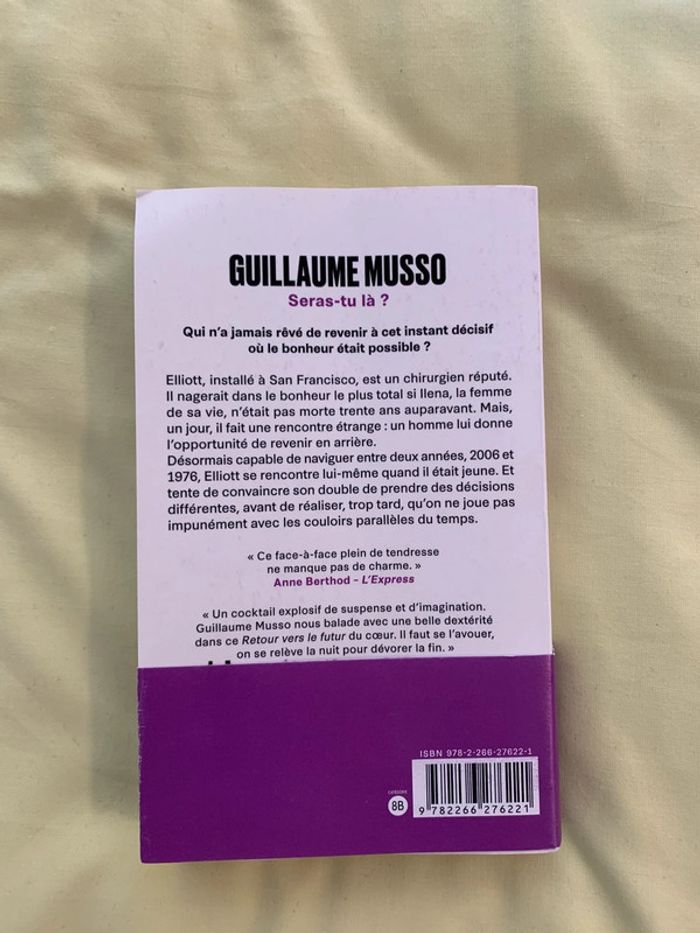 GUILLAUME MUSSO
Seras-tu là ?
Qui n'a jamais rêvé de revenir à cet instant décisif
où le bonheur était possible ?
Elliott, installé à San Francisco, est un chirurgien réputé.
Il nagerait dans le bonheur le plus total si Ilena, la femme
de sa vie, n'était pas morte trente ans auparavant. Mais,
un jour, il fait une rencontre étrange : un homme lui donne
l'opportunité de revenir en arrière.
Désormais capable de naviguer entre deux années, 2006 et
1976, Elliott se rencontre lui-même quand il était jeune. Et
tente de convaincre son double de prendre des décisions
différentes, avant de réaliser, trop tard, qu'on ne joue pas
impunément avec les couloirs parallèles du temps.
« Ce face-à-face plein de tendresse
ne manque pas de charme. »
Anne Berthod – L'Express
« Un cocktail explosif de suspense et d'imagination.
Guillaume Musso nous balade avec une belle dextérité
dans ce Retour vers le futur du cœur. Il faut se l'avouer,
on se relève la nuit pour dévorer la fin. »
ISBN 978-2-266-27622-1
CATÉGORIE
8B
9 782266 276221